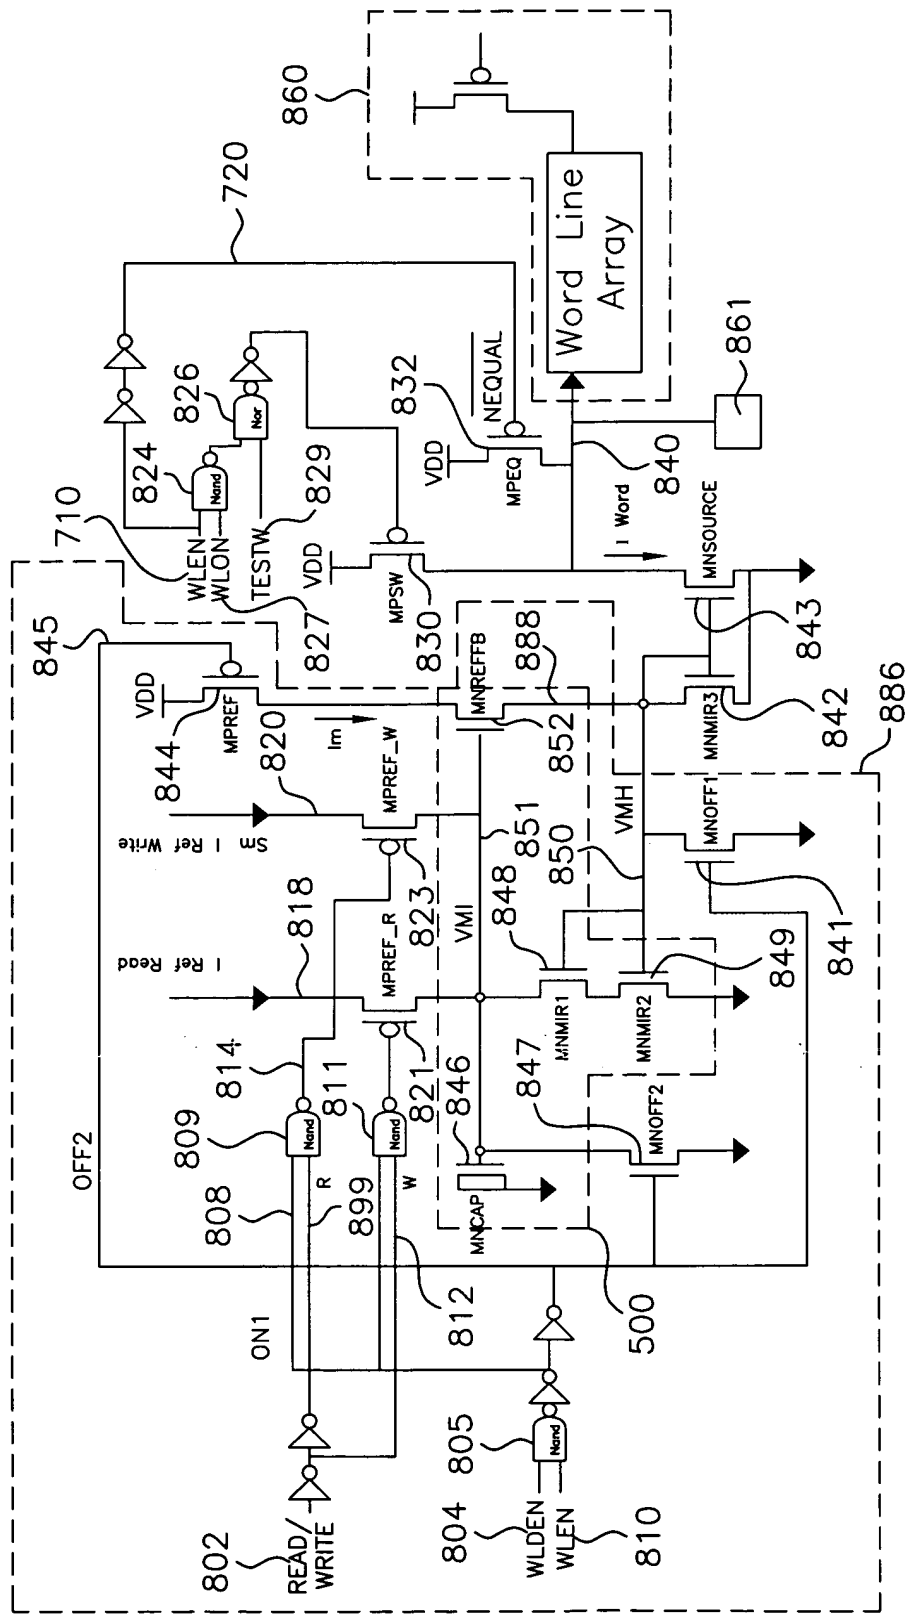 802
READ/
WRITE
804
WLDEN
WLEN
810
805
Nand
ON1
OFF2
808
809
Nand
R
899
814
811
Nand
W
812
500
I Ref Read
818
Sm I Ref Write
820
MPREF_R
821
MPREF_W
823
844
VDD
MPREF
845
Im
846
MNCAP
847
MNOFF2
VMI
851
848
MNMIR1
MNMIR2
849
850
VMH
MNOFF1
841
MNREFFB
852
888
MNMIR3
842
886
MNSOURCE
843
I Word
710
WLEN
WLON
827
TESTW
829
824
Nand
826
Nor
720
VDD
MPSW
830
VDD
MPEQ
832
NEQUAL
840
861
860
Word Line
Array